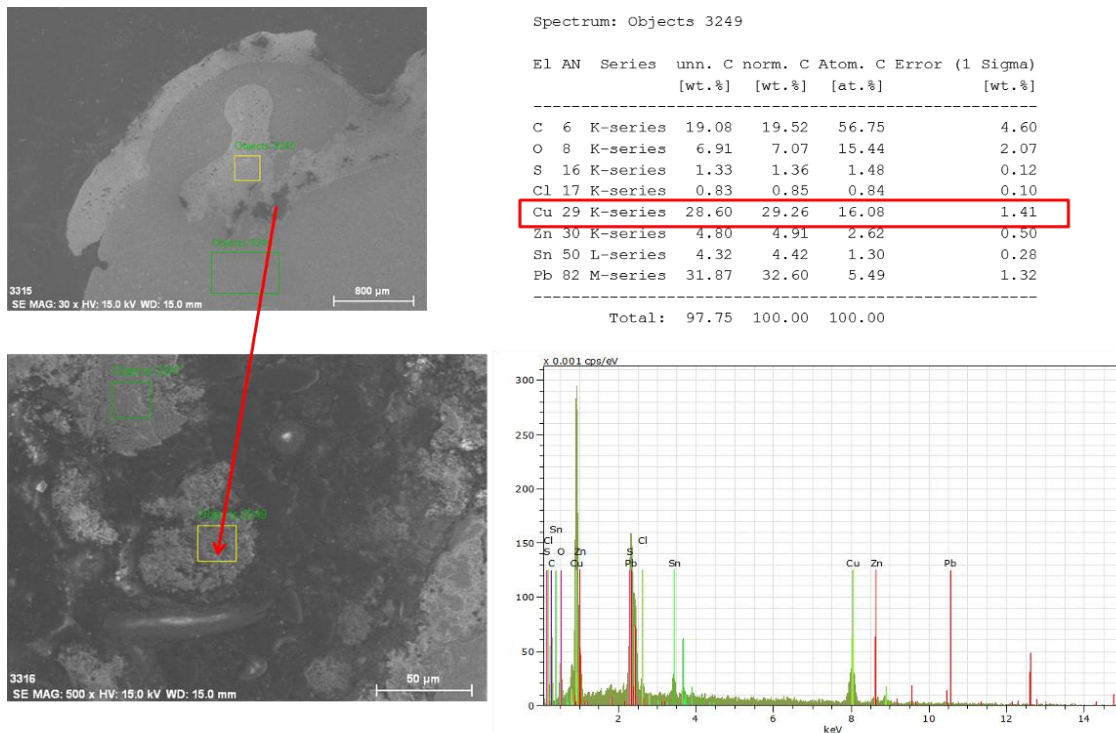 Spectrum: Objects 3249
El AN Series unn. C norm. C Atom. C Error (1 Sigma)
[wt.%] [wt.%] [at.%] [wt.%]
C 6 K-series 19.08 19.52 56.75 4.60
O 8 K-series 6.91 7.07 15.44 2.07
S 16 K-series 1.33 1.36 1.48 0.12
Cl 17 K-series 0.83 0.85 0.84 0.10
Cu 29 K-series 28.60 29.26 16.08 1.41
Zn 30 K-series 4.80 4.91 2.62 0.50
Sn 50 L-series 4.32 4.42 1.30 0.28
Pb 82 M-series 31.87 32.60 5.49 1.32
Total: 97.75 100.00 100.00
Objects
Objects
3315
SE MAG: 30 x HV: 15.0 kV WD: 15.0 mm
800 µm
Objects
3316
SE MAG: 500 x HV: 15.0 kV WD: 15.0 mm
50 µm
x 0.001 cps/eV
300
250
200
150
Sn
Cl Cl
S O Zn S
C Cu Pb Sn Cu Zn Pb
100
50
0
2 4 6 8 10 12 14
keV